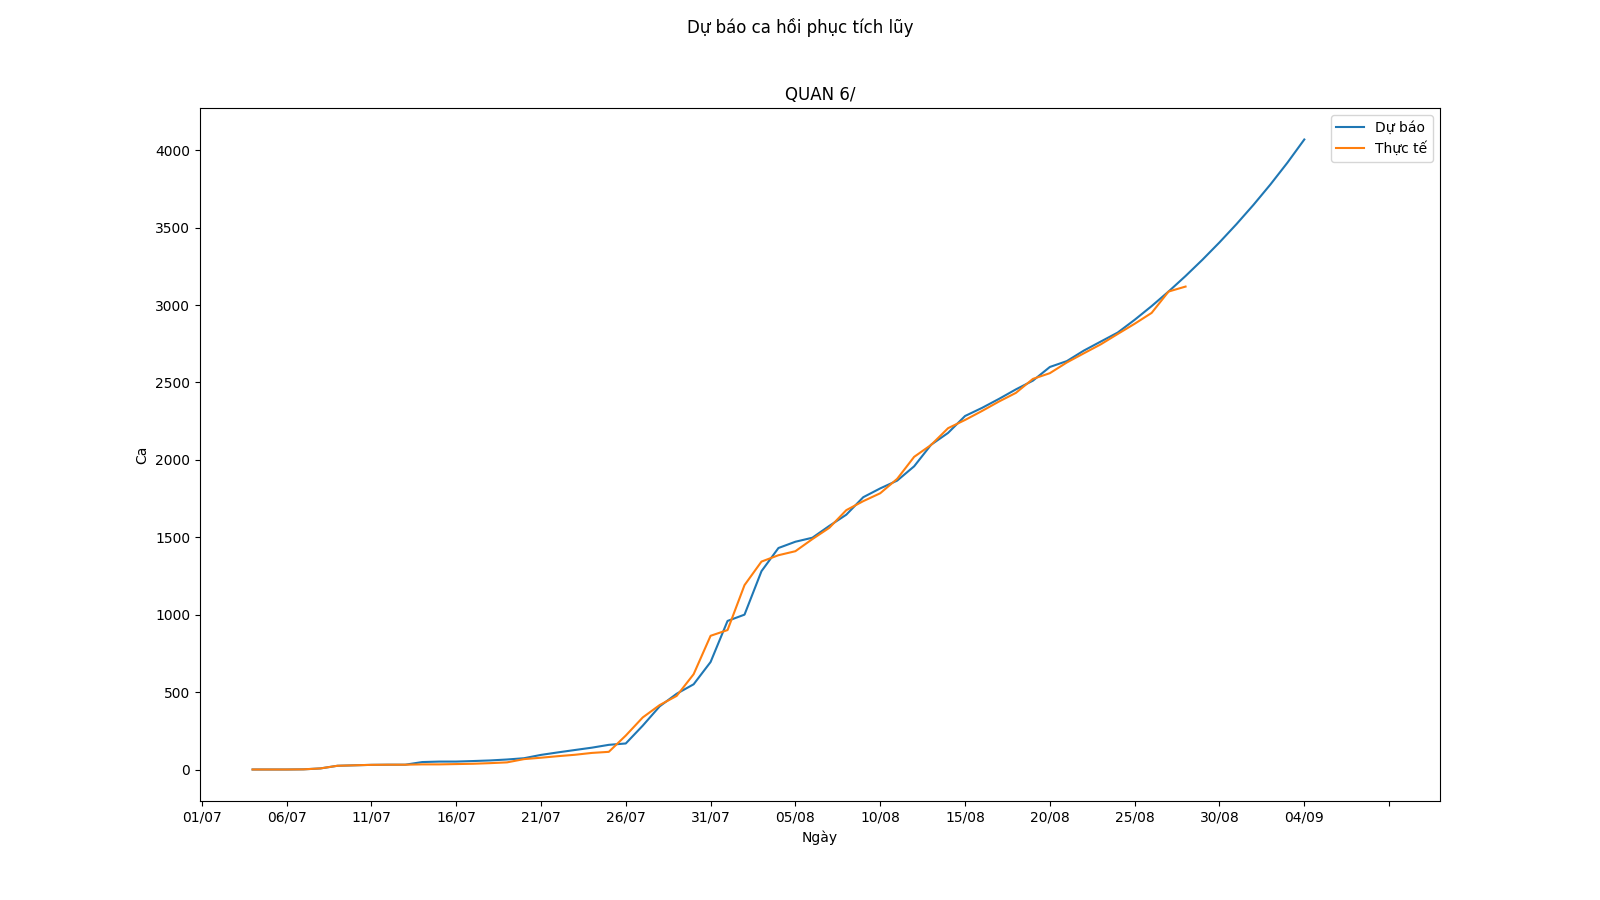 Dự báo ca hồi phục tích lũy
QUAN 6/
Dự báo
Thực tế
4000
3500
3000
2500
2000
1500
1000
500
0
Ca
01/07 06/07 11/07 16/07 21/07 26/07 31/07 05/08 10/08 15/08 20/08 25/08 30/08 04/09
Ngày